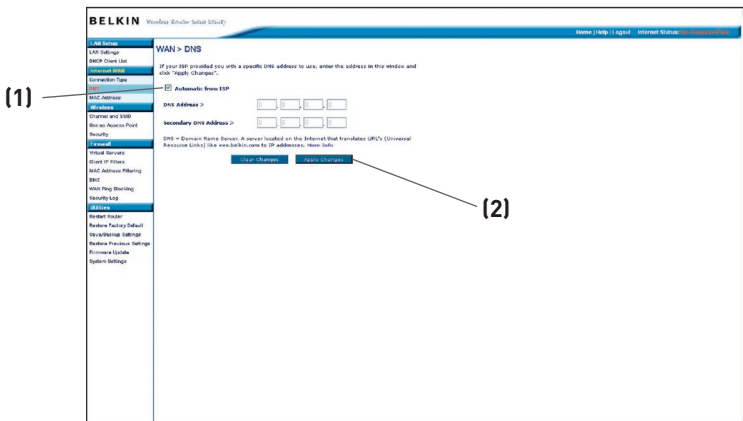 BELKIN Wireless Router Setup Utility
Home | Help | Logout Internet Status:
LAN Setup
LAN Settings
DHCP Client List
Internet WAN
Connection Type
DNS
MAC Address
Wireless
Channel and SSID
Use as Access Point
Security
Firewall
Virtual Servers
Client IP Filters
MAC Address Filtering
DMZ
WAN Ping Blocking
Security Log
Utilities
Restart Router
Restore Factory Default
Save/Backup Settings
Restore Previous Settings
Firmware Update
System Settings
WAN > DNS
If your ISP provided you with a specific DNS address to use, enter the address in this window and
click "Apply Changes".
(1)
Automatic from ISP
DNS Address >
Secondary DNS Address >
DNS = Domain Name Server. A server located on the Internet that translates URL's (Universal
Resource Links) like www.belkin.com to IP addresses. More Info
Clear Changes Apply Changes
(2)